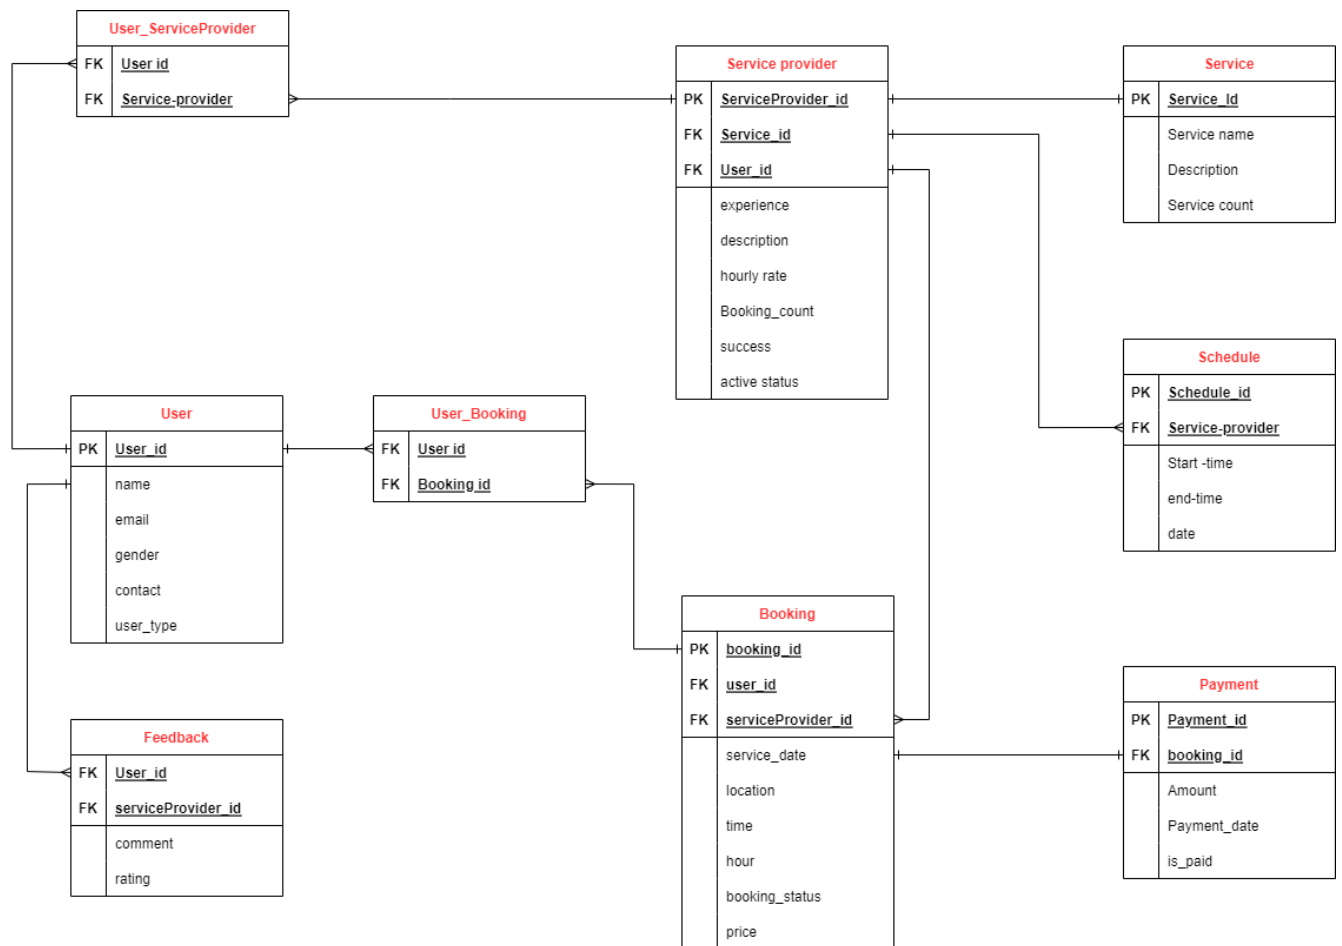 User_ServiceProvider
FK User id
FK Service-provider
Service provider
PK ServiceProvider_id
FK Service_id
FK User_id
experience
description
hourly rate
Booking_count
success
active status
Service
PK Service_Id
Service name
Description
Service count
Schedule
PK Schedule_id
FK Service-provider
Start -time
end-time
date
User
PK User_id
name
email
gender
contact
user_type
User_Booking
FK User id
FK Booking id
Booking
PK booking_id
FK user_id
FK serviceProvider_id
service_date
location
time
hour
booking_status
price
Payment
PK Payment_id
FK booking_id
Amount
Payment_date
is_paid
Feedback
FK User_id
FK serviceProvider_id
comment
rating